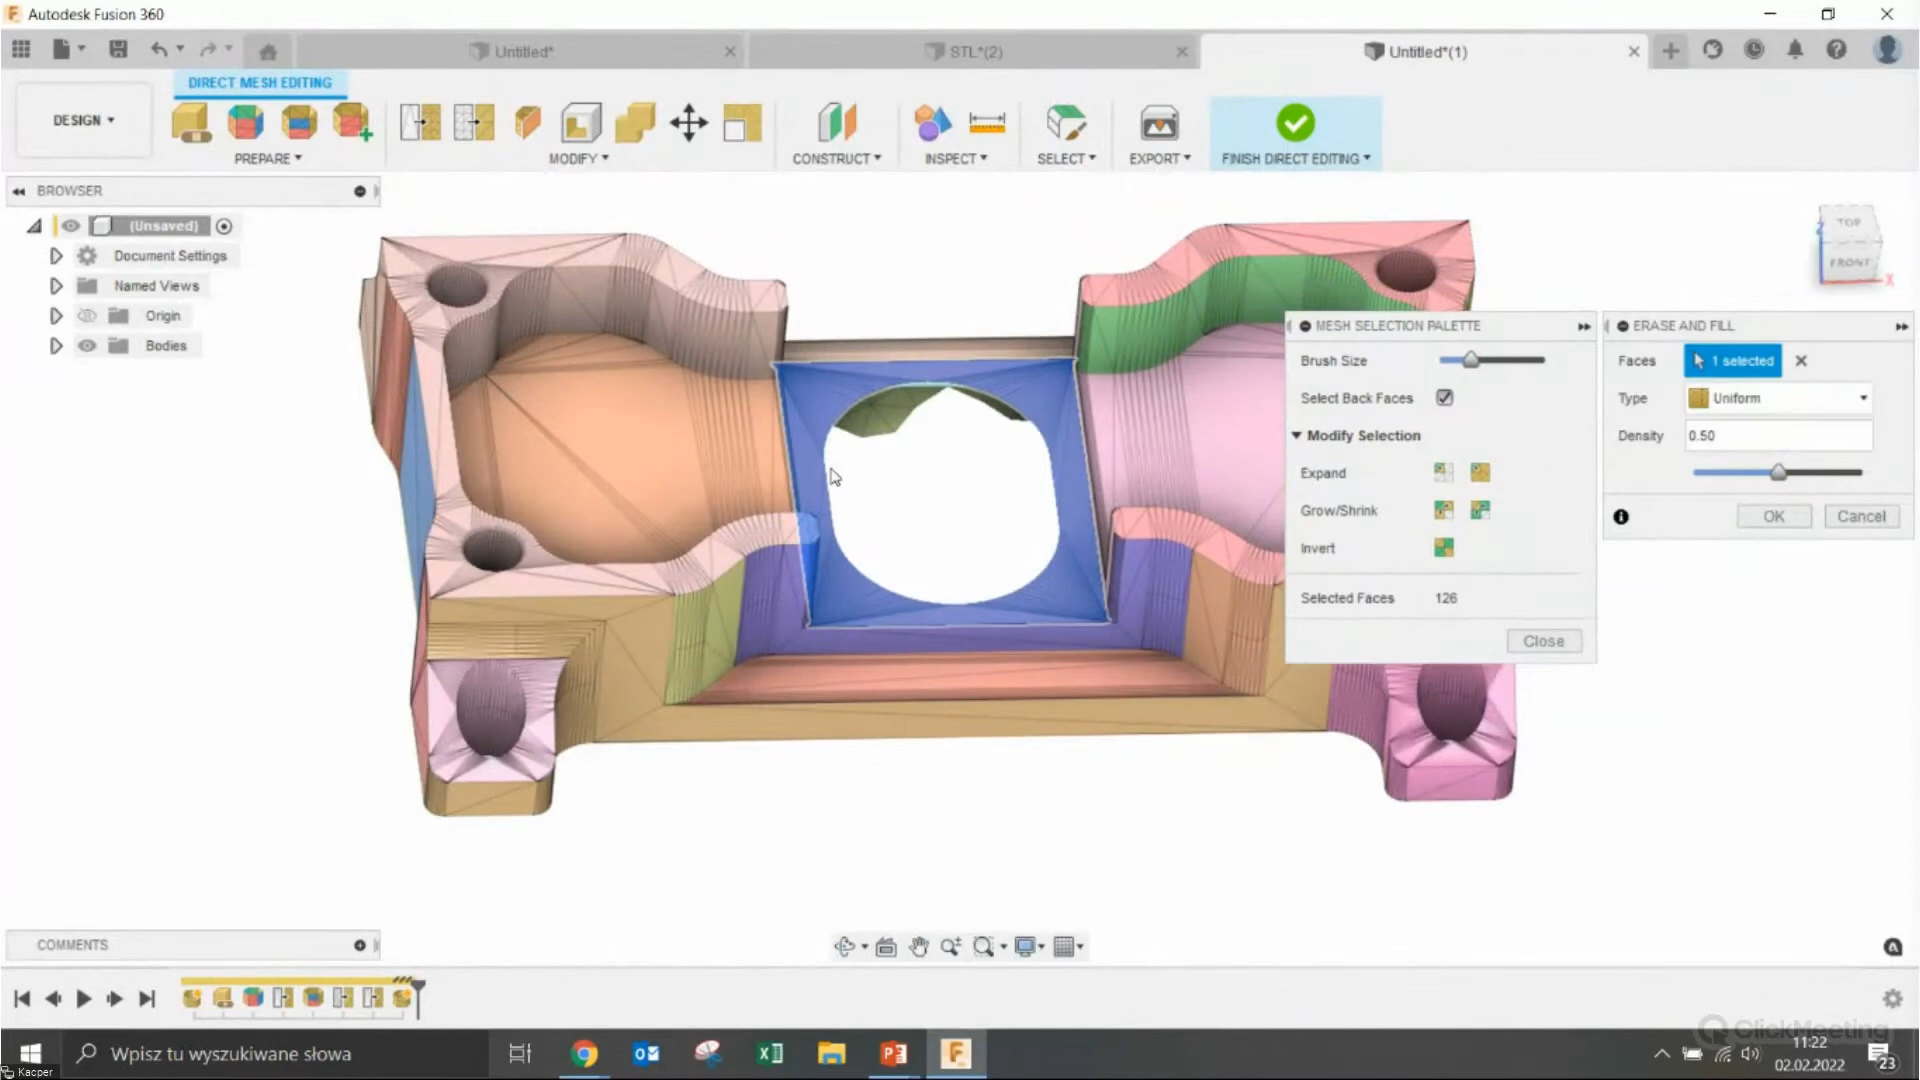 Autodesk Fusion 360
Untitled*
STL*(2)
Untitled*(1)
DIRECT MESH EDITING
DESIGN
PREPARE
MODIFY
CONSTRUCT
INSPECT
SELECT
EXPORT
FINISH DIRECT EDITING
BROWSER
(Unsaved)
Document Settings
Named Views
Origin
Bodies
TOP
FRONT
Z
X
MESH SELECTION PALETTE
Brush Size
Select Back Faces
Modify Selection
Expand
Grow/Shrink
Invert
Selected Faces 126
Close
ERASE AND FILL
Faces 1 selected
Type Uniform
Density 0.50
OK Cancel
COMMENTS
ClickMeeting
Wpisz tu wyszukiwane słowa
11:22
02.02.2022
23
Kacper